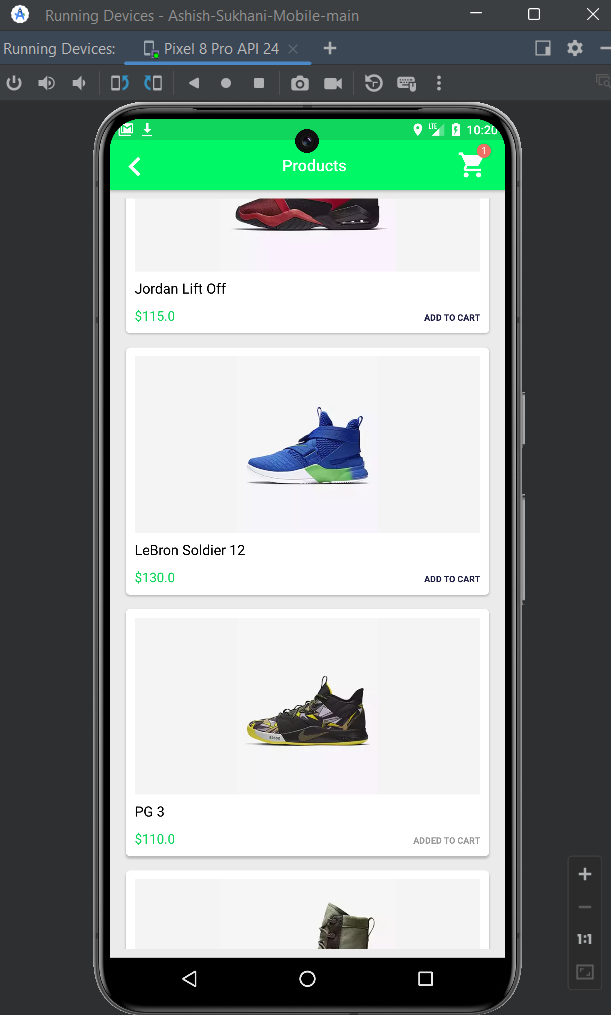 Running Devices - Ashish-Sukhani-Mobile-main
Running Devices: Pixel 8 Pro API 24
LTE 10:20
Products 1
Jordan Lift Off
$115.0 ADD TO CART
LeBron Soldier 12
$130.0 ADD TO CART
PG 3
$110.0 ADDED TO CART
1:1